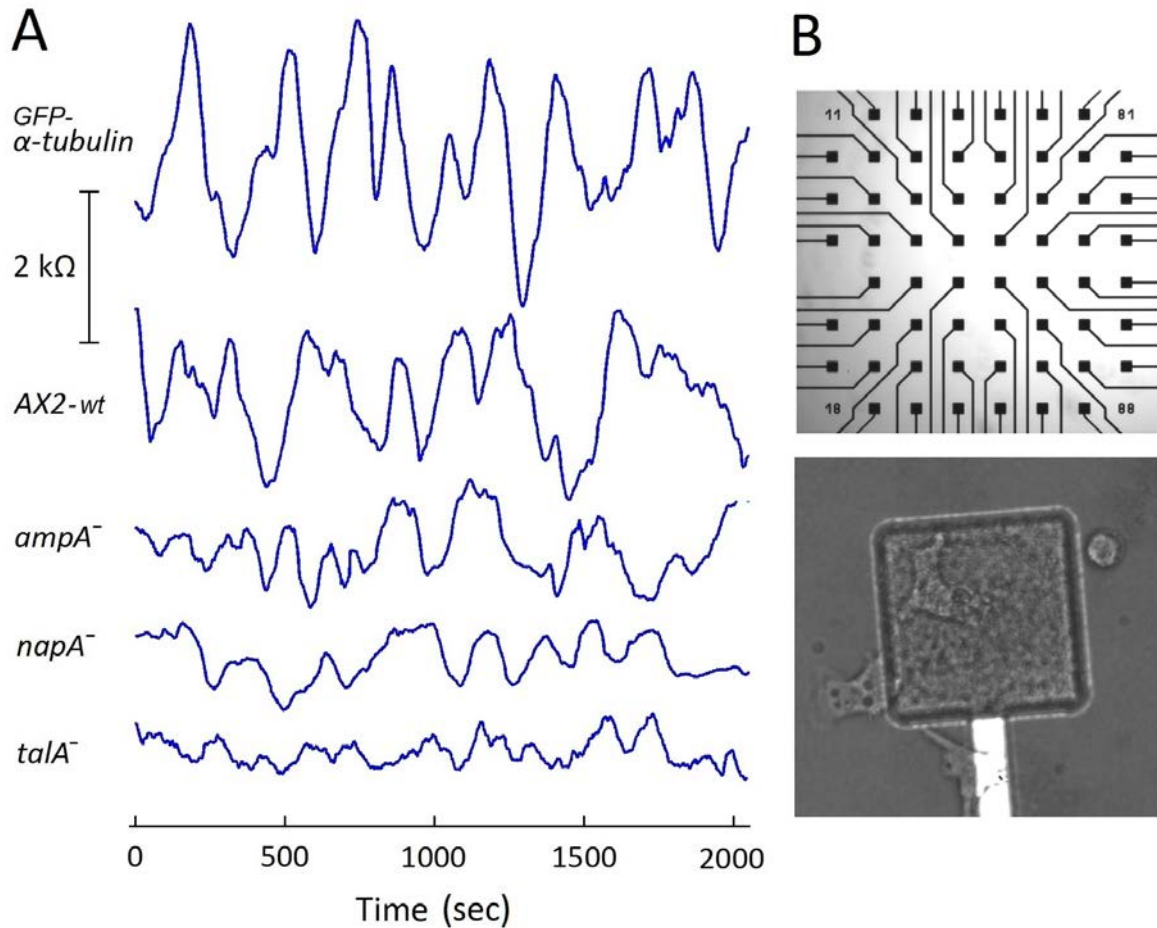 A
GFP-
α-tubulin
2 kΩ
AX2-wt
ampA⁻
napA⁻
talA⁻
0 500 1000 1500 2000
Time (sec)
B
11 81
18 88